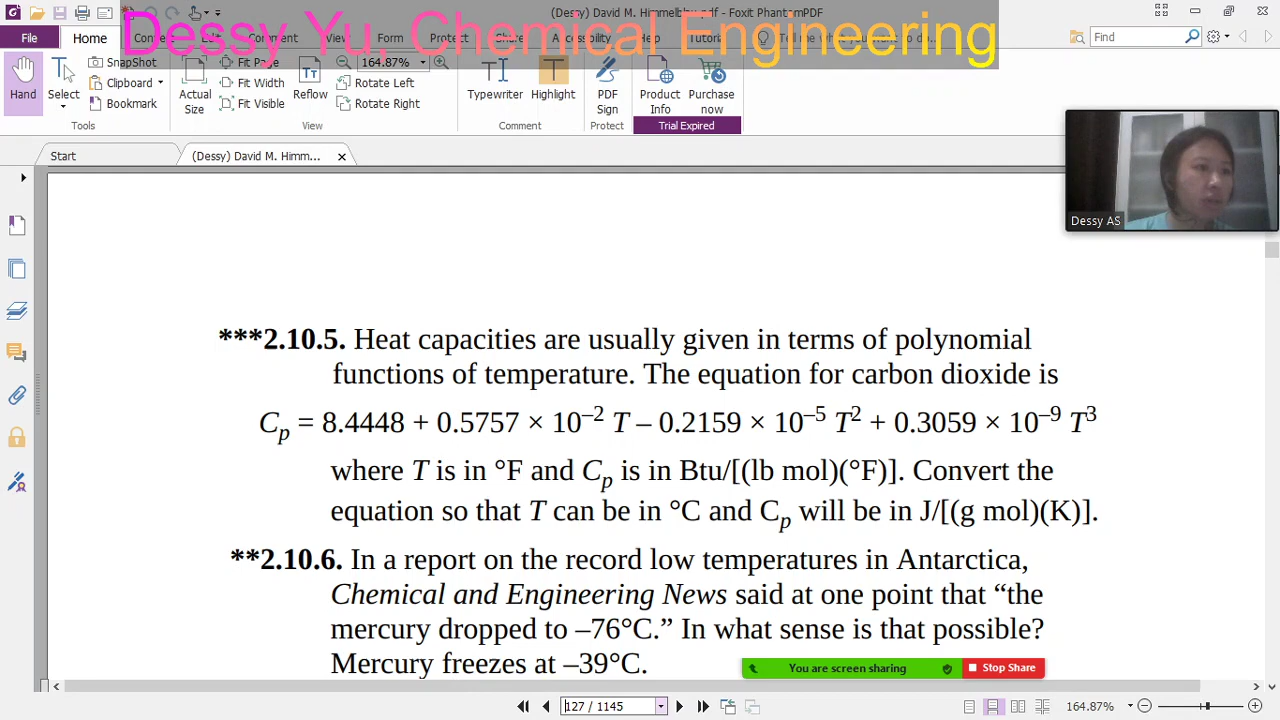 (Dessy) David M. Himmelblau.pdf - Foxit PhantomPDF
Dessy Yu, Chemical Engineering
File Home Comment View Form Protect Share Help
Find
Hand
Select
SnapShot
Clipboard
Bookmark
Tools
Actual Size
Fit Page
Fit Width
Fit Visible
Reflow
164.87%
Rotate Left
Rotate Right
View
Typewriter
Highlight
Comment
PDF Sign
Protect
Product Info
Purchase now
Trial Expired
Start
(Dessy) David M. Himm...
Dessy AS
***2.10.5. Heat capacities are usually given in terms of polynomial
functions of temperature. The equation for carbon dioxide is
Cp = 8.4448 + 0.5757 × 10–2 T – 0.2159 × 10–5 T2 + 0.3059 × 10–9 T3
where T is in °F and Cp is in Btu/[(lb mol)(°F)]. Convert the
equation so that T can be in °C and Cp will be in J/[(g mol)(K)].
**2.10.6. In a report on the record low temperatures in Antarctica,
Chemical and Engineering News said at one point that “the
mercury dropped to –76°C.” In what sense is that possible?
Mercury freezes at –39°C.
You are screen sharing
Stop Share
127 / 1145
164.87%